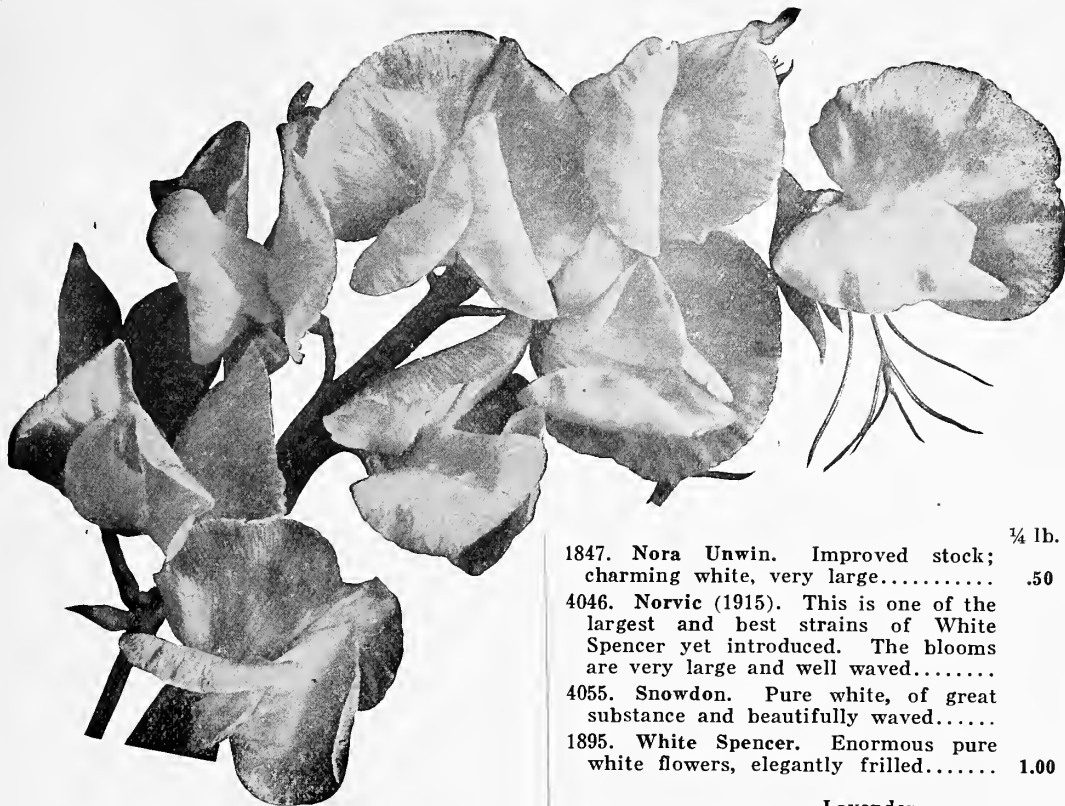 ¼ lb.
1847. Nora Unwin. Improved stock;
charming white, very large........... .50
4046. Norvic (1915). This is one of the
largest and best strains of White
Spencer yet introduced. The blooms
are very large and well waved........
4055. Snowdon. Pure white, of great
substance and beautifully waved......
1895. White Spencer. Enormous pure
white flowers, elegantly frilled....... 1.00
Lavender